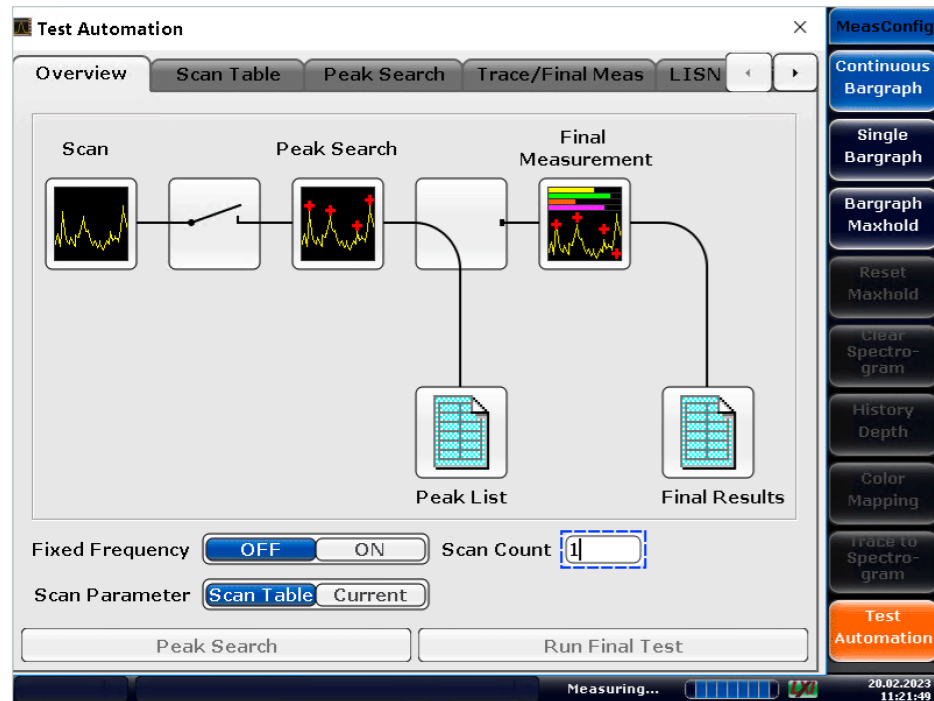 Test Automation
MeasConfig
Overview
Scan Table
Peak Search
Trace/Final Meas
LISN
Continuous
Bargraph
Single
Bargraph
Bargraph
Maxhold
Reset
Maxhold
Clear
Spectro-
gram
History
Depth
Color
Mapping
Trace to
Spectro-
gram
Test
Automation
Scan
Peak Search
Final
Measurement
Peak List
Final Results
Fixed Frequency
OFF
ON
Scan Count
1
Scan Parameter
Scan Table
Current
Peak Search
Run Final Test
Measuring...
LXI
20.02.2023
11:21:49